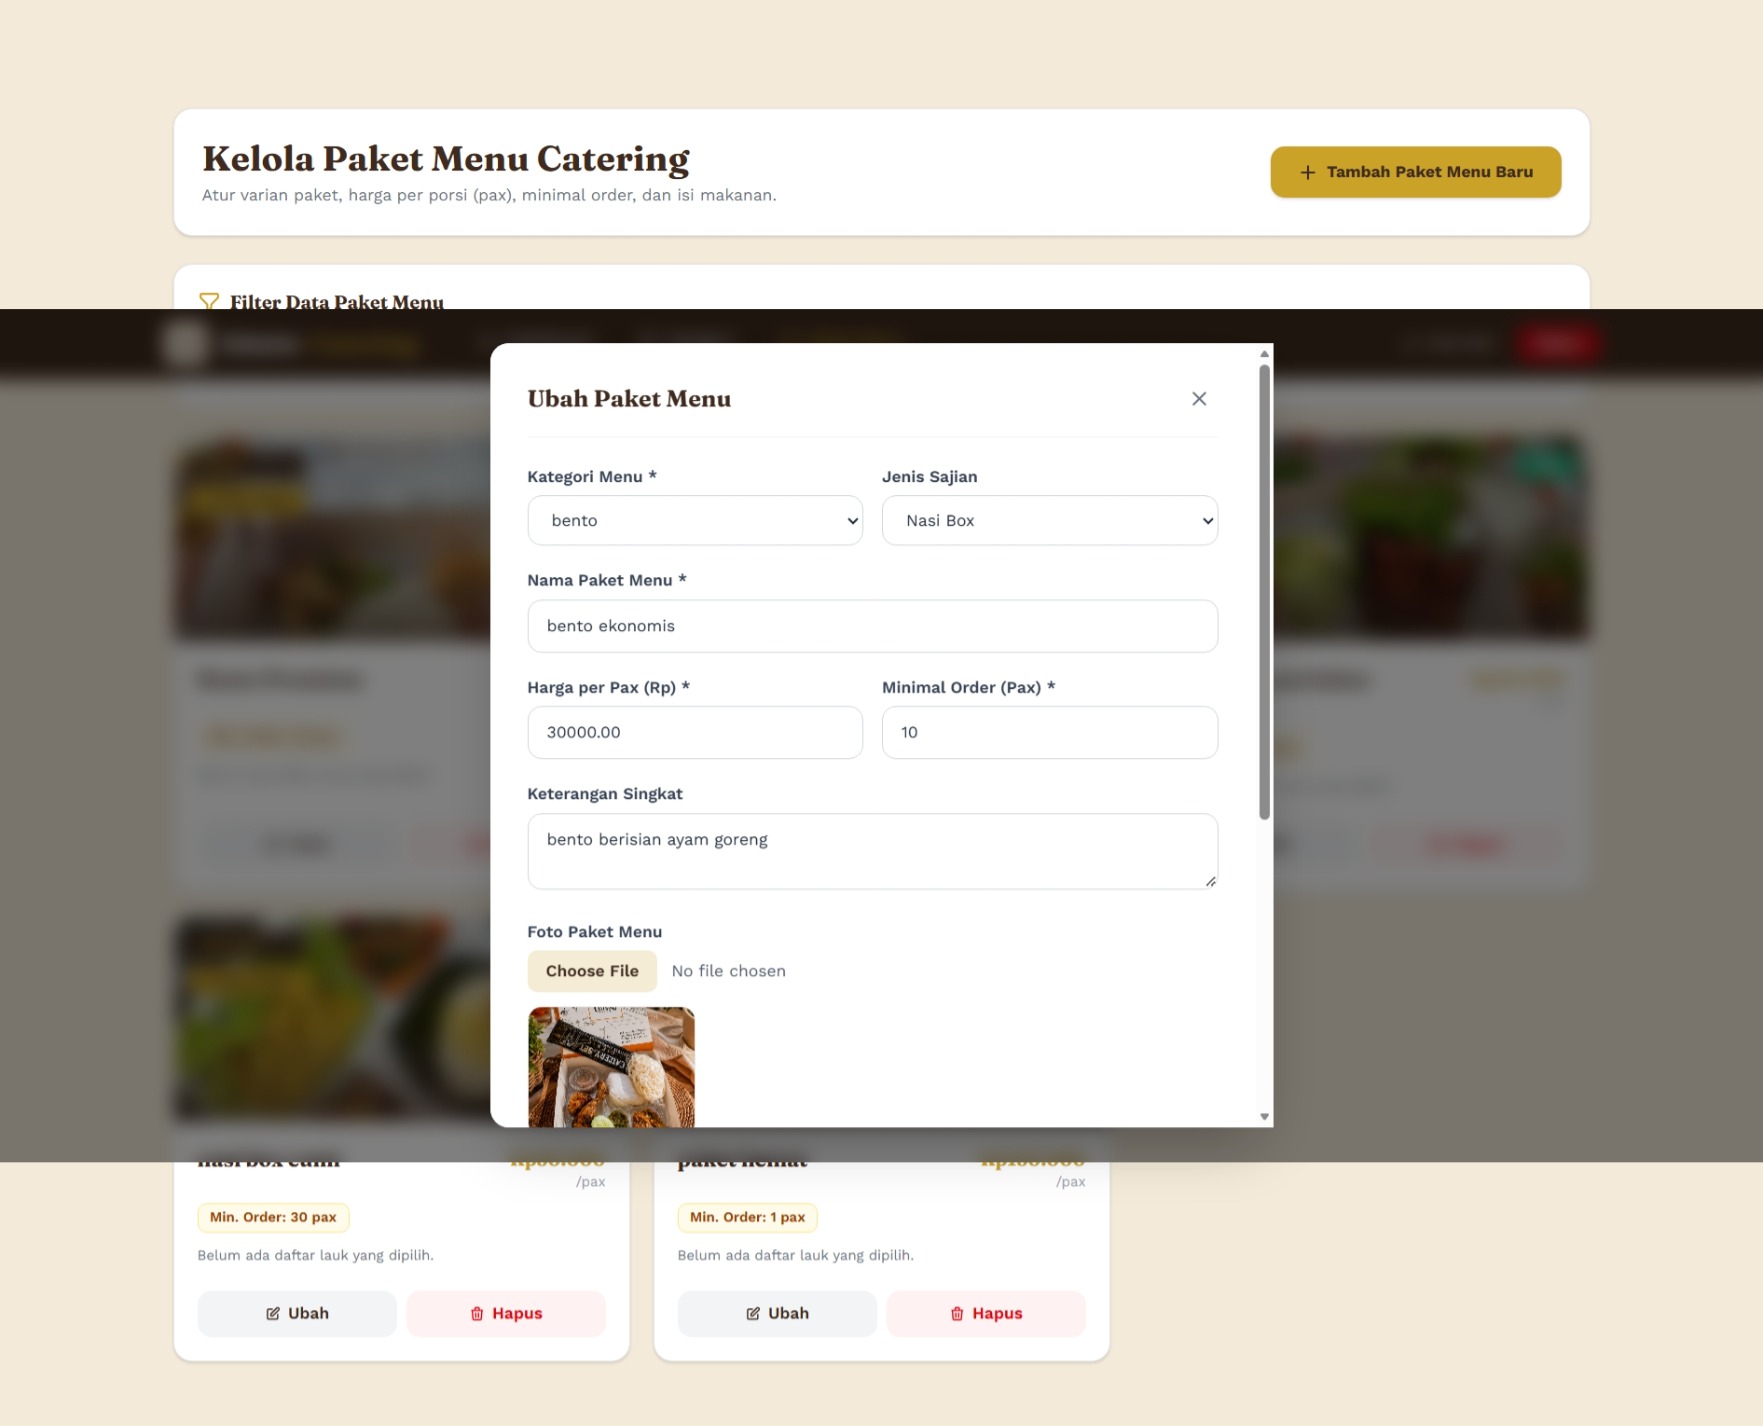 Kelola Paket Menu Catering
Atur varian paket, harga per porsi (pax), minimal order, dan isi makanan.
Tambah Paket Menu Baru
Filter Data Paket Menu
Ubah Paket Menu
Kategori Menu *
Jenis Sajian
bento
Nasi Box
Nama Paket Menu *
bento ekonomis
Harga per Pax (Rp) *
Minimal Order (Pax) *
30000.00
10
Keterangan Singkat
bento berisian ayam goreng
Foto Paket Menu
Choose File No file chosen
paket hemat
/pax
/pax
Min. Order: 30 pax
Min. Order: 1 pax
Belum ada daftar lauk yang dipilih.
Belum ada daftar lauk yang dipilih.
Ubah
Hapus
Ubah
Hapus